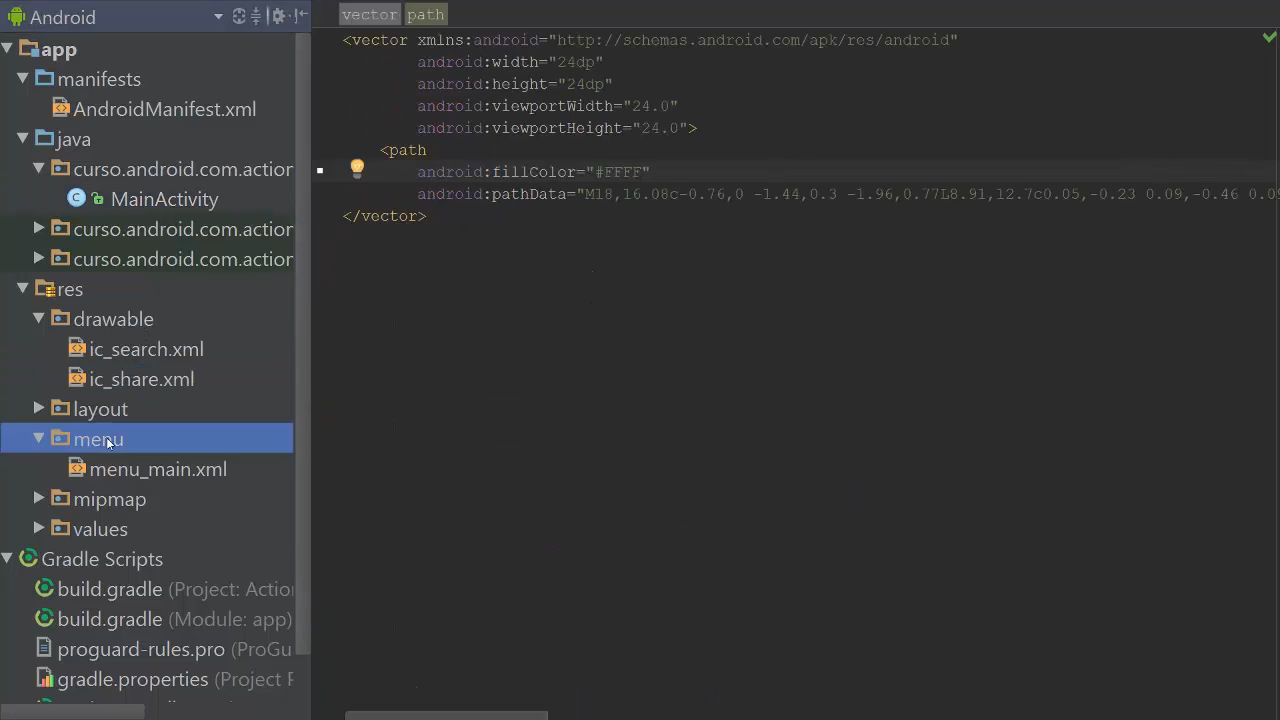 Android
app
manifests
AndroidManifest.xml
java
curso.android.com.action
MainActivity
curso.android.com.action
curso.android.com.action
res
drawable
ic_search.xml
ic_share.xml
layout
menu
menu_main.xml
mipmap
values
Gradle Scripts
build.gradle (Project: Actio
build.gradle (Module: app)
proguard-rules.pro (ProGu
gradle.properties (Project P
vector path
<vector xmlns:android="http://schemas.android.com/apk/res/android"
android:width="24dp"
android:height="24dp"
android:viewportWidth="24.0"
android:viewportHeight="24.0">
<path
android:fillColor="#FFFF"
android:pathData="M18,16.08c-0.76,0 -1.44,0.3 -1.96,0.77L8.91,12.7c0.05,-0.23 0.09,-0.46 0.09
</vector>